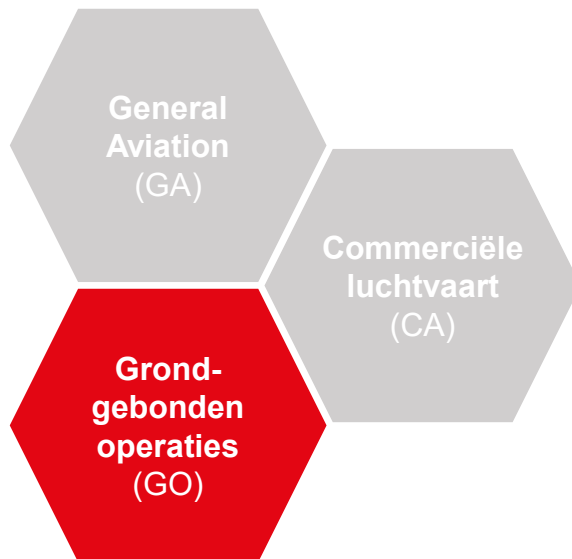 General
Aviation
(GA)
Commerciële
luchtvaart
(CA)
Grond-
gebonden
operaties
(GO)